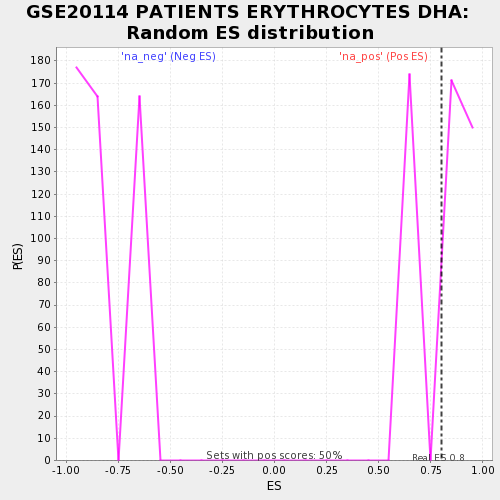 GSE20114 PATIENTS ERYTHROCYTES DHA:
Random ES distribution
'na_neg' (Neg ES)
'na_pos' (Pos ES)
180
170
160
150
140
130
120
110
100
90
80
70
60
50
40
30
20
10
0
P(ES)
Sets with pos scores: 50%
Real ES 0.8
-1.00 -0.75 -0.50 -0.25 0.00 0.25 0.50 0.75 1.00
ES